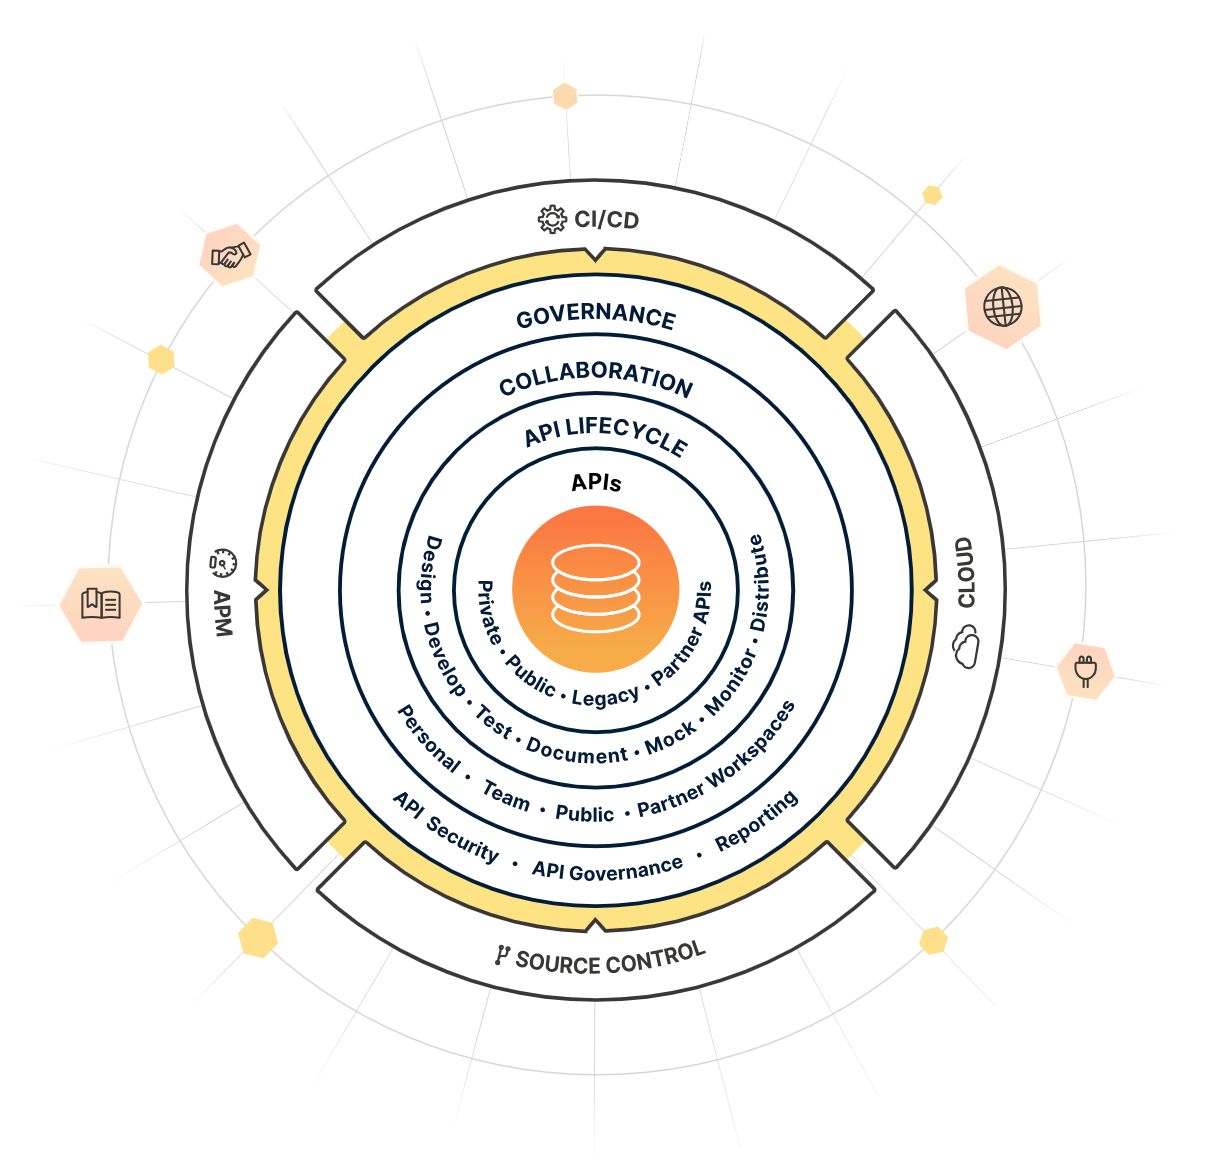 CI/CD
GOVERNANCE
COLLABORATION
API LIFECYCLE
APIs
Private • Public • Legacy • Partner APIs
Design • Develop • Test • Document • Mock • Monitor • Distribute
Personal • Team • Public • Partner Workspaces
API Security • API Governance • Reporting
APM
CLOUD
SOURCE CONTROL